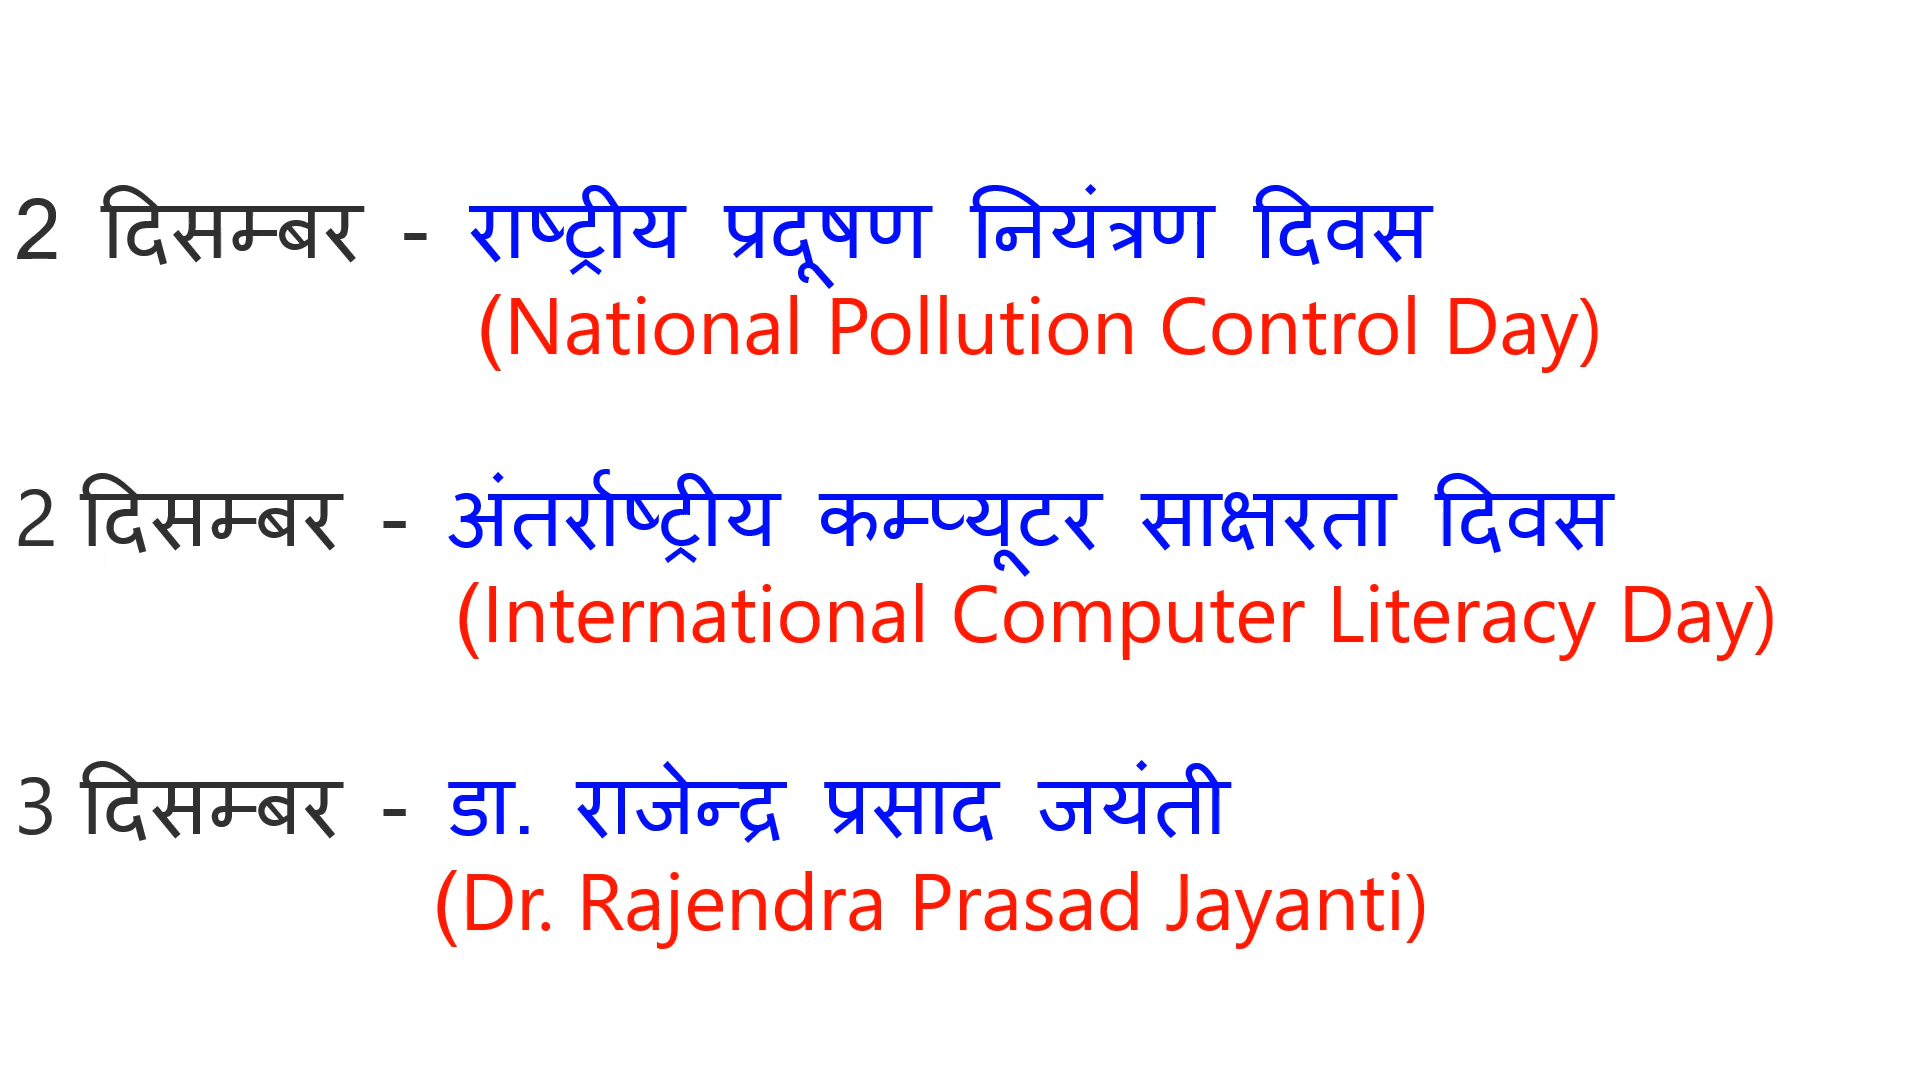 2 दिसम्बर - राष्ट्रीय प्रदूषण नियंत्रण दिवस
(National Pollution Control Day)
2 दिसम्बर - अंतर्राष्ट्रीय कम्प्यूटर साक्षरता दिवस
(International Computer Literacy Day)
3 दिसम्बर - डा. राजेन्द्र प्रसाद जयंती
(Dr. Rajendra Prasad Jayanti)